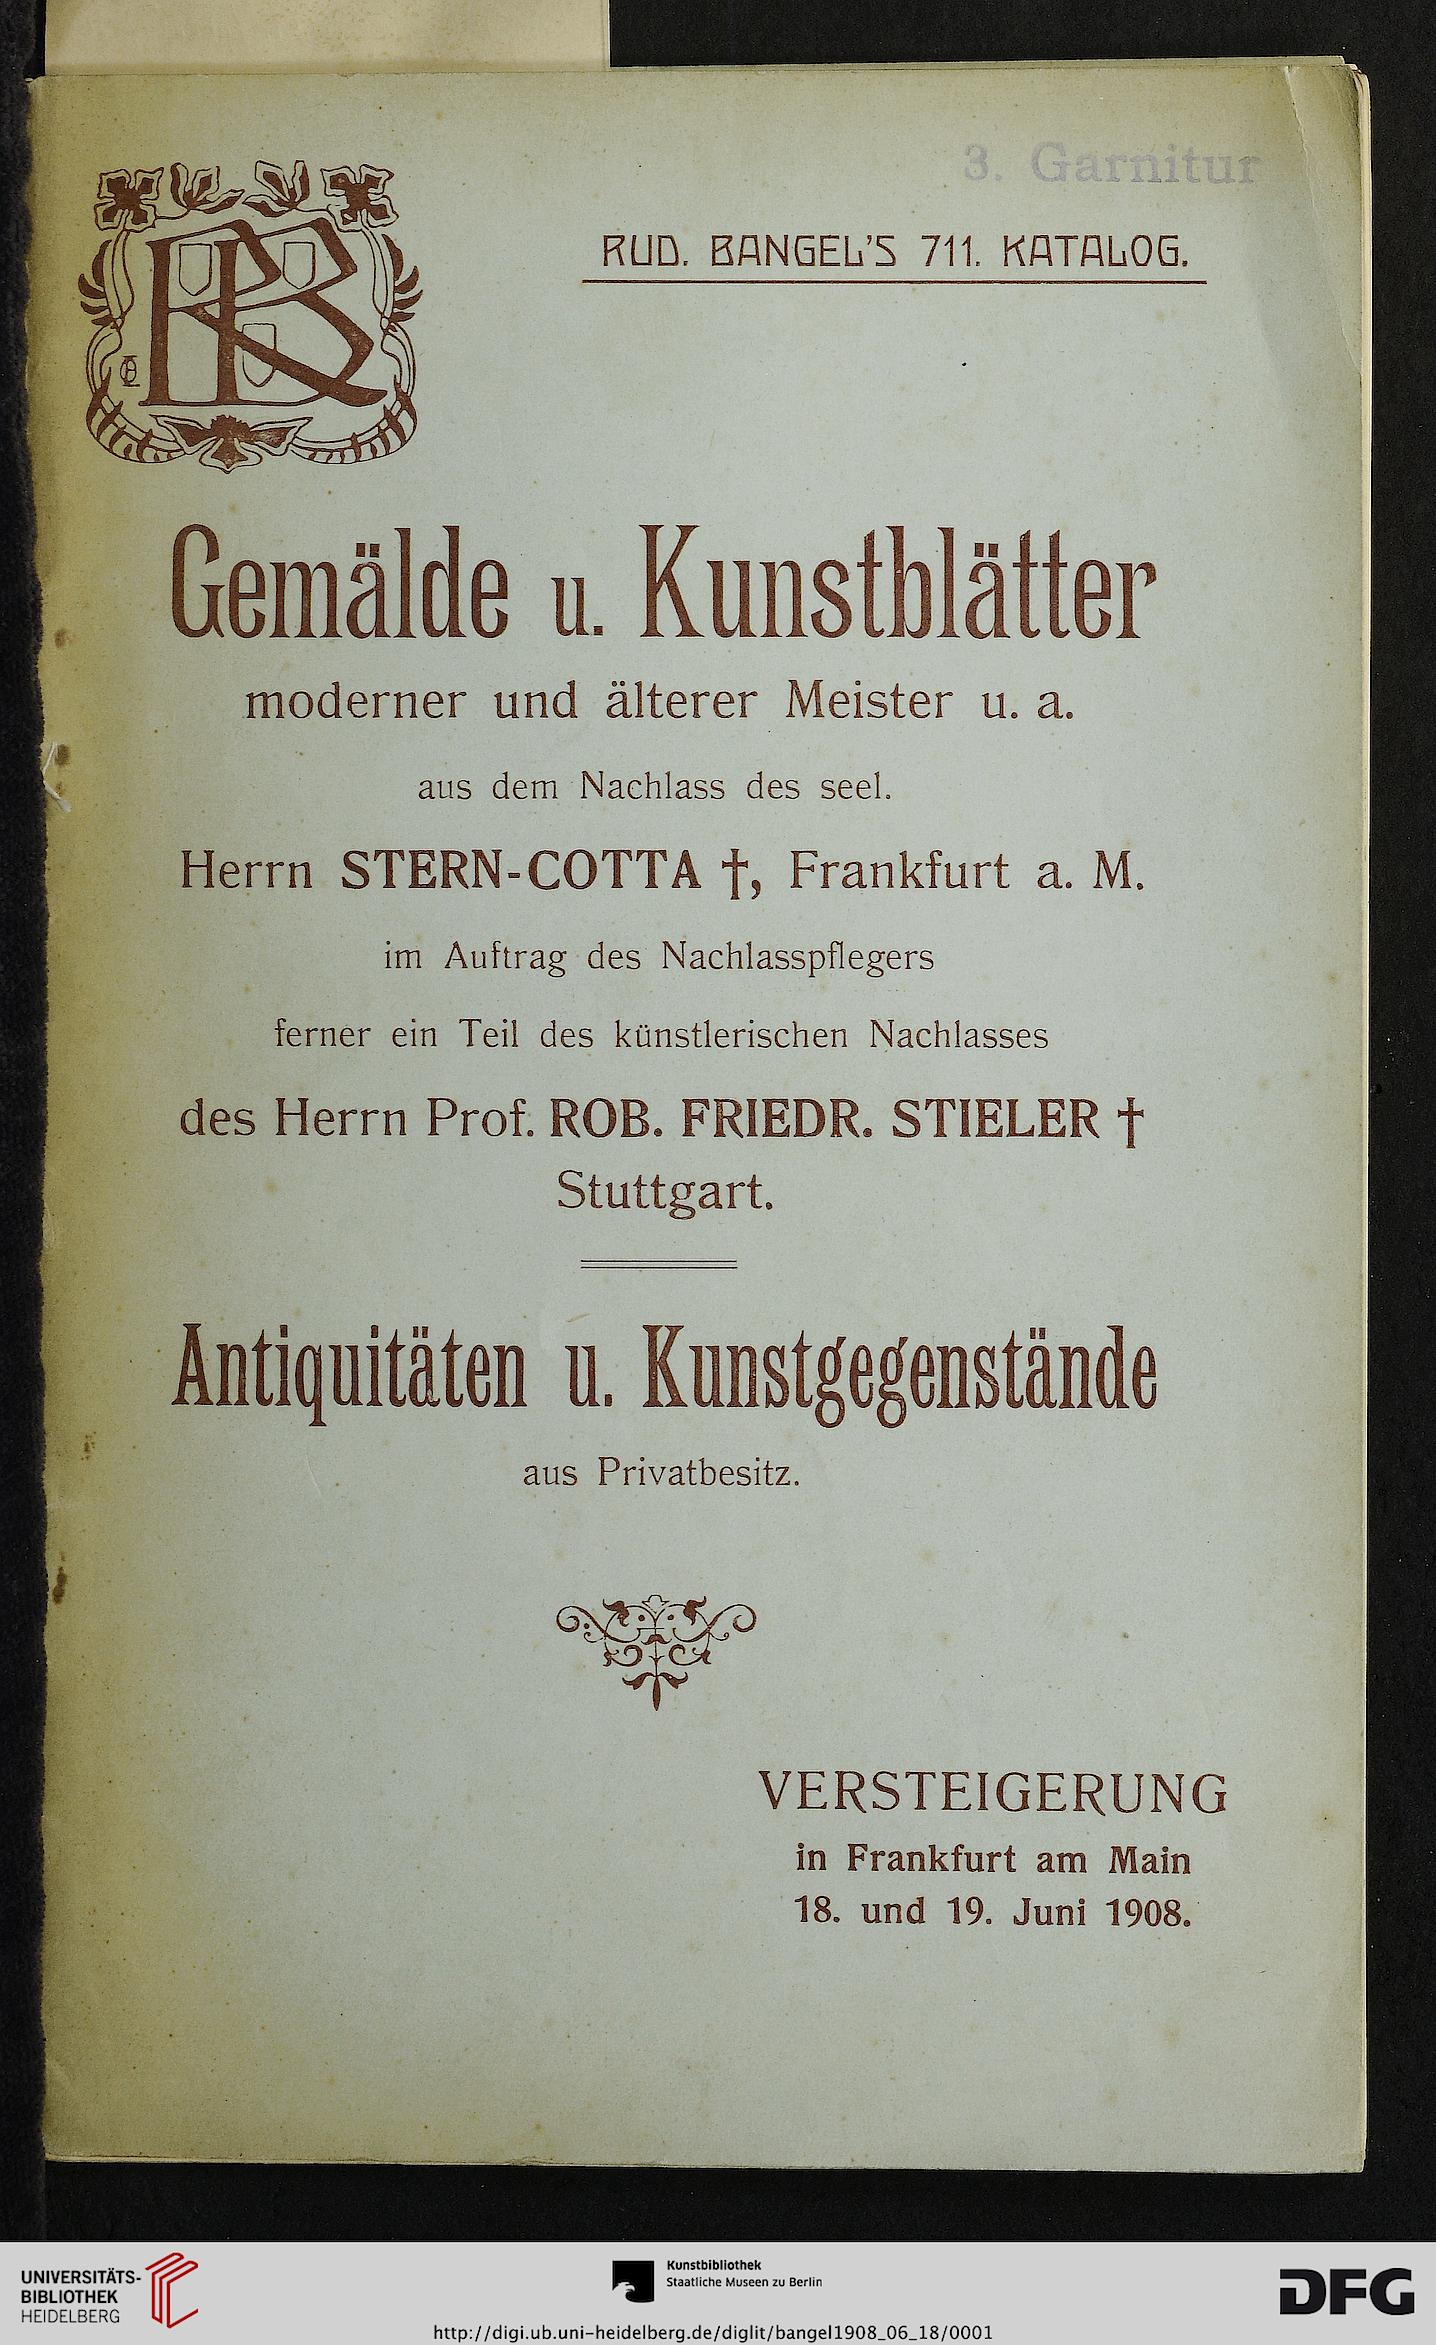 3. Garnitur
RUD. BANGEL'S 711. KATALOG.
Gemälde u. Kunstblätter
moderner und älterer Meister u. a.
aus dem Nachlass des seel.
Herrn STERN-COTTA †, Frankfurt a. M.
im Auftrag des Nachlasspflegers
ferner ein Teil des künstlerischen Nachlasses
des Herrn Prof. ROB. FRIEDR. STIELER †
Stuttgart.
Antiquitäten u. Kunstgegenstände
aus Privatbesitz.
VERSTEIGERUNG
in Frankfurt am Main
18. und 19. Juni 1908.
UNIVERSITÄTS-
BIBLIOTHEK
HEIDELBERG
Kunstbibliothek
Staatliche Museen zu Berlin
DFG
http://digi.ub.uni-heidelberg.de/diglit/bangel1908_06_18/0001